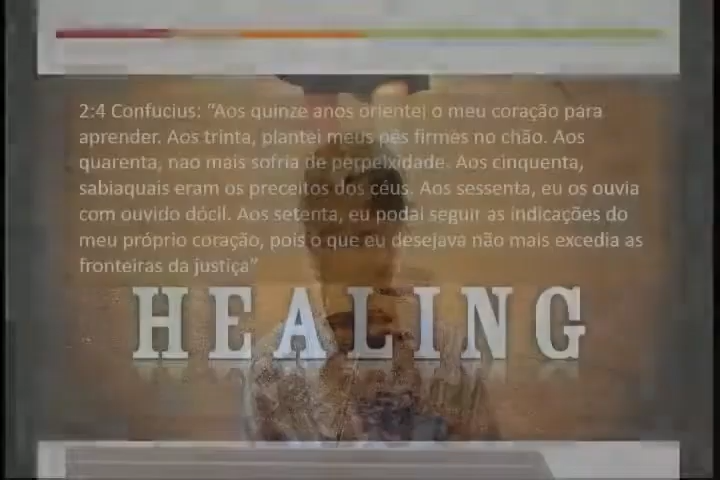 2:4 Confucius: “Aos quinze anos orientei o meu coração para
aprender. Aos trinta, plantei meus pés firmes no chão. Aos
quarenta, nao mais sofria de perpelxidade. Aos cinquenta,
sabiaquais eram os preceitos dos céus. Aos sessenta, eu os ouvia
com ouvido dócil. Aos setenta, eu podai seguir as indicações do
meu próprio coração, pois o que eu desejava não mais excedia as
fronteiras da justiça”
HEALING